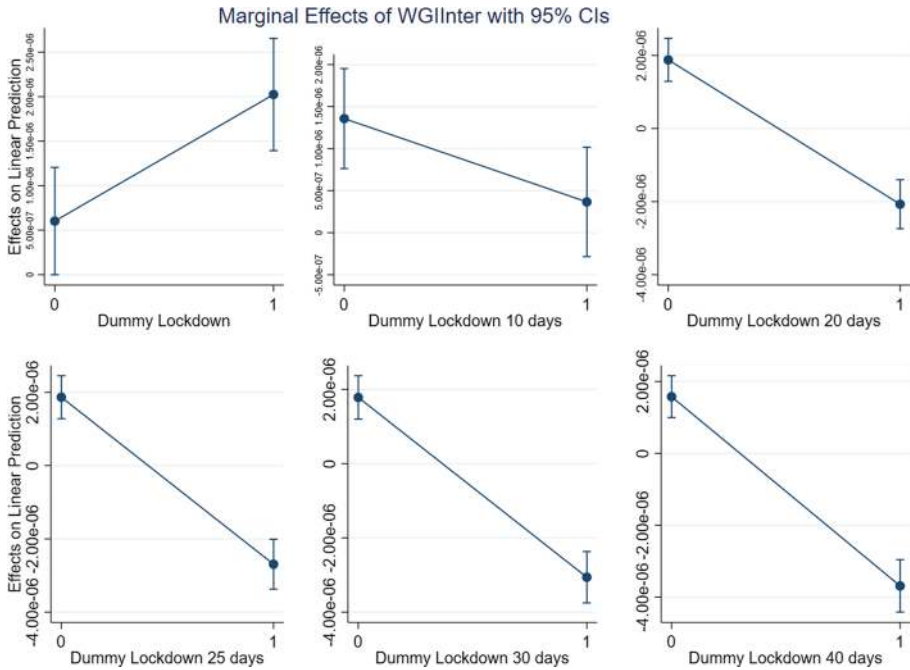 Marginal Effects of WGIInter with 95% CIs
Effects on Linear Prediction
2.50e-06
2.00e-06
1.50e-06
1.00e-06
5.00e-07
0
0 1
Dummy Lockdown
2.00e-06
1.50e-06
1.00e-06
5.00e-07
0
-5.00e-07
0 1
Dummy Lockdown 10 days
2.00e-06
0
-2.00e-06
-4.00e-06
0 1
Dummy Lockdown 20 days
Effects on Linear Prediction
2.00e-06
0
-2.00e-06
-4.00e-06
0 1
Dummy Lockdown 25 days
2.00e-06
0
-2.00e-06
-4.00e-06
0 1
Dummy Lockdown 30 days
2.00e-06
0
-2.00e-06
-4.00e-06
0 1
Dummy Lockdown 40 days